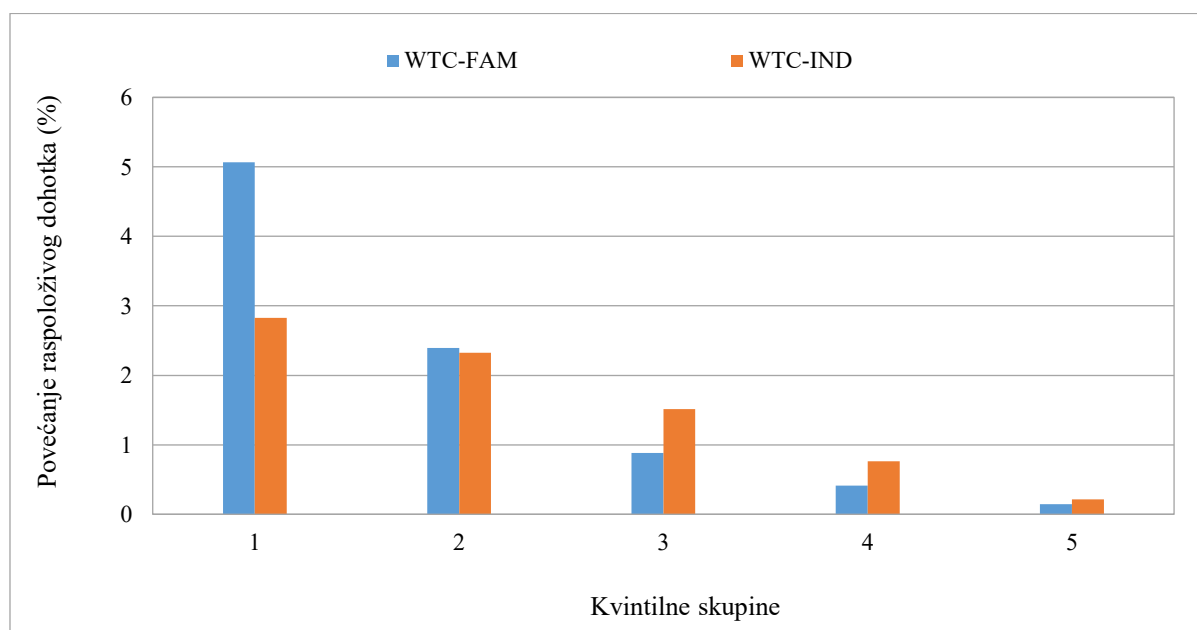 WTC-FAM WTC-IND
Povećanje raspoloživog dohotka (%)
6
5
4
3
2
1
0
1 2 3 4 5
Kvintilne skupine